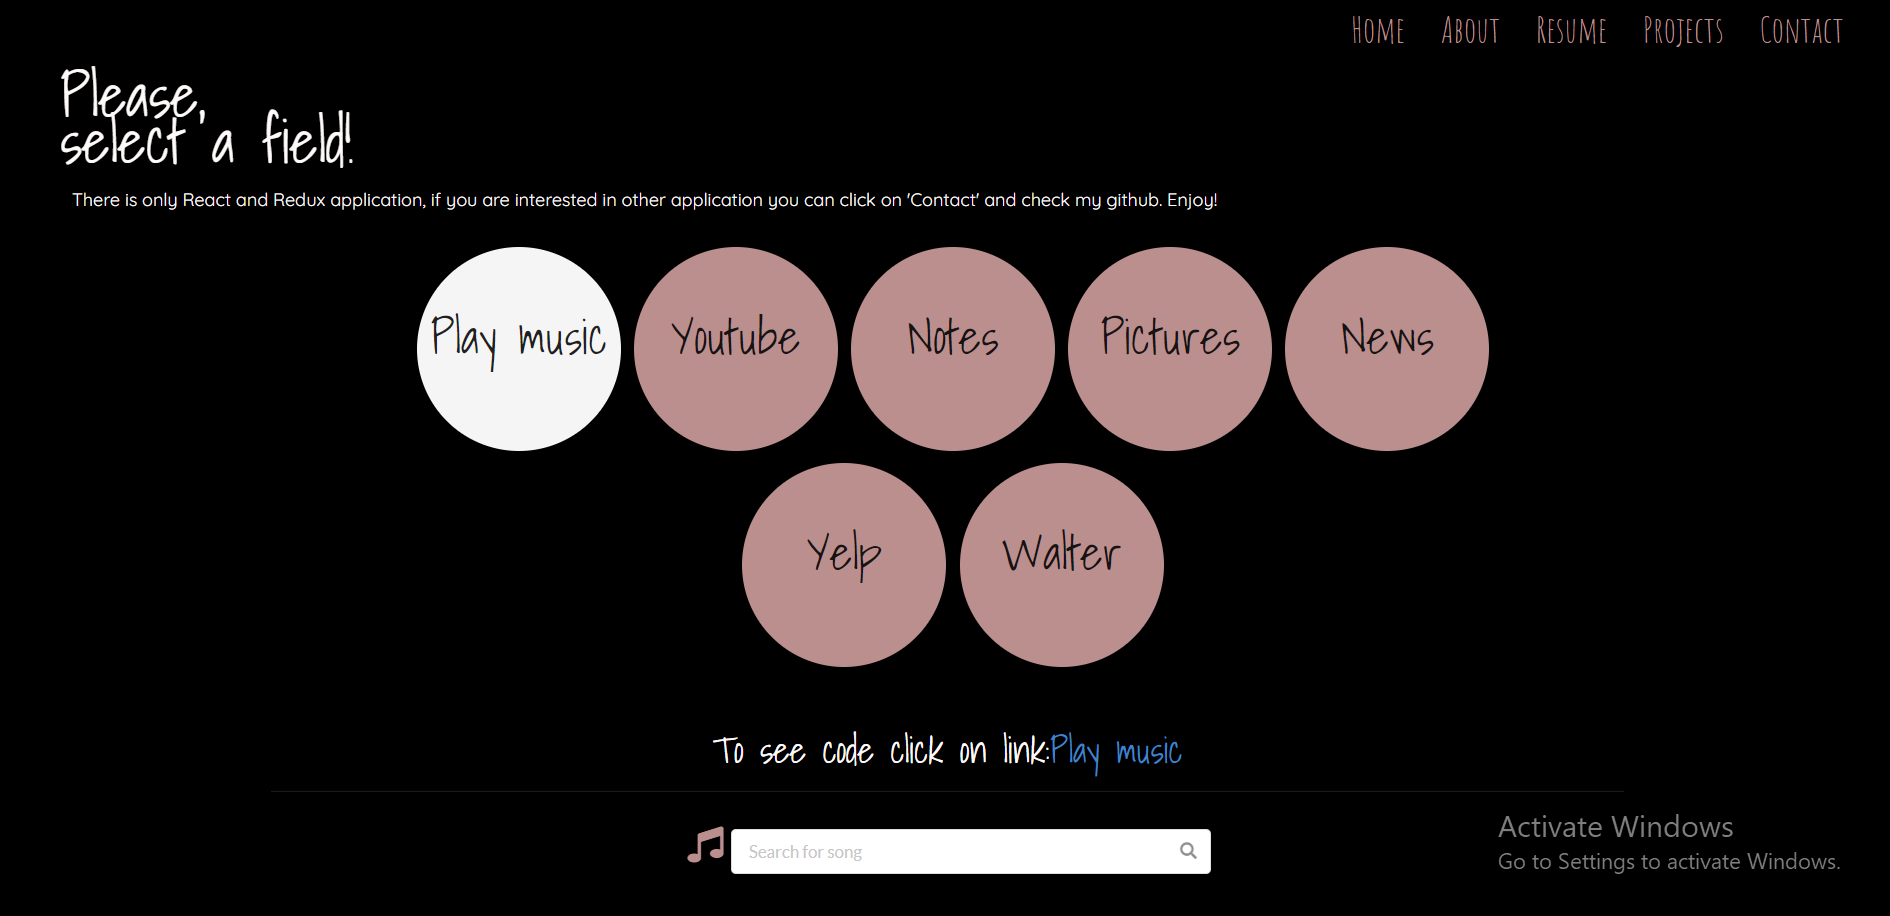 Home About Resume Projects Contact
Please,
select a field!
There is only React and Redux application, if you are interested in other application you can click on 'Contact' and check my github. Enjoy!
Play music
Youtube
Notes
Pictures
News
Yelp
Walter
To see code click on link:Play music
Search for song
Activate Windows
Go to Settings to activate Windows.